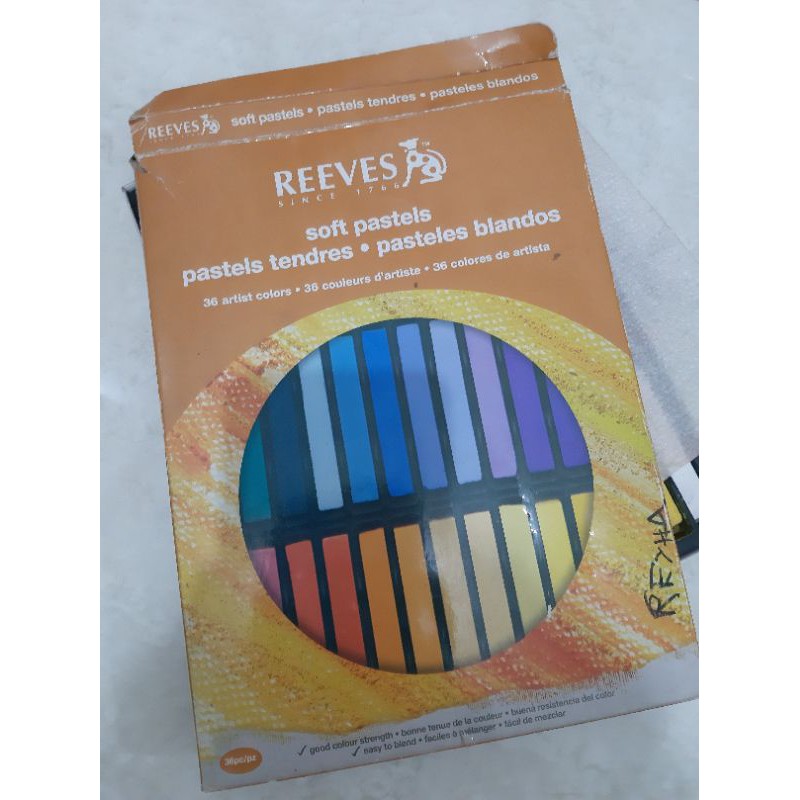 REEVES soft pastels • pastels tendres • pasteles blandos
REEVES™
SINCE 1766
soft pastels
pastels tendres • pasteles blandos
36 artist colors • 36 couleurs d'artiste • 36 colores de artista
REYHA
✓ good colour strength • bonne tenue de la couleur • buena resistencia del color
✓ easy to blend • faciles à mélanger • fácil de mezclar
36pc/pz